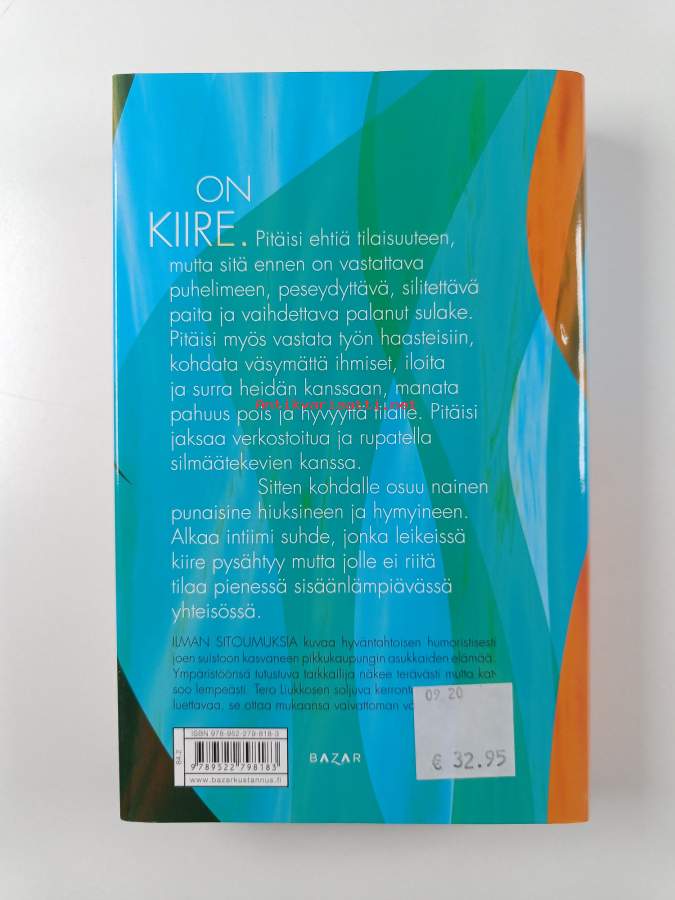 ON
KIIRE. Pitäisi ehtiä tilaisuuteen,
mutta sitä ennen on vastattava
puhelimeen, peseydyttävä, silitettävä
paita ja vaihdettava palanut sulake.
Pitäisi myös vastata työn haasteisiin,
kohdata väsymättä ihmiset, iloita
ja surra heidän kanssaan, manata
Antikvariaatti.net
pahuus pois ja hyvyyttä tilalle. Pitäisi
jaksaa verkostoitua ja rupatella
silmäätekevien kanssa.
Sitten kohdalle osuu nainen
punaisine hiuksineen ja hymyineen.
Alkaa intiimi suhde, jonka leikeissä
kiire pysähtyy mutta jolle ei riitä
tilaa pienessä sisäänlämpiävässä
yhteisössä.
ILMAN SITOUMUKSIA kuvaa hyväntahtoisen humoristisesti
joen suistoon kasvaneen pikkukaupungin asukkaiden elämää.
Ympäristöönsä tutustuva tarkkailija näkee terävästi mutta kat-
soo lempeästi. Tero Liukkosen soljuva
luettavaa, se ottaa mukaansa vaivattoman
09 20
€ 32.95
ISBN 978-952-279-818-3
84.2
9789522798183
www.bazarkustannus.fi
BAZAR